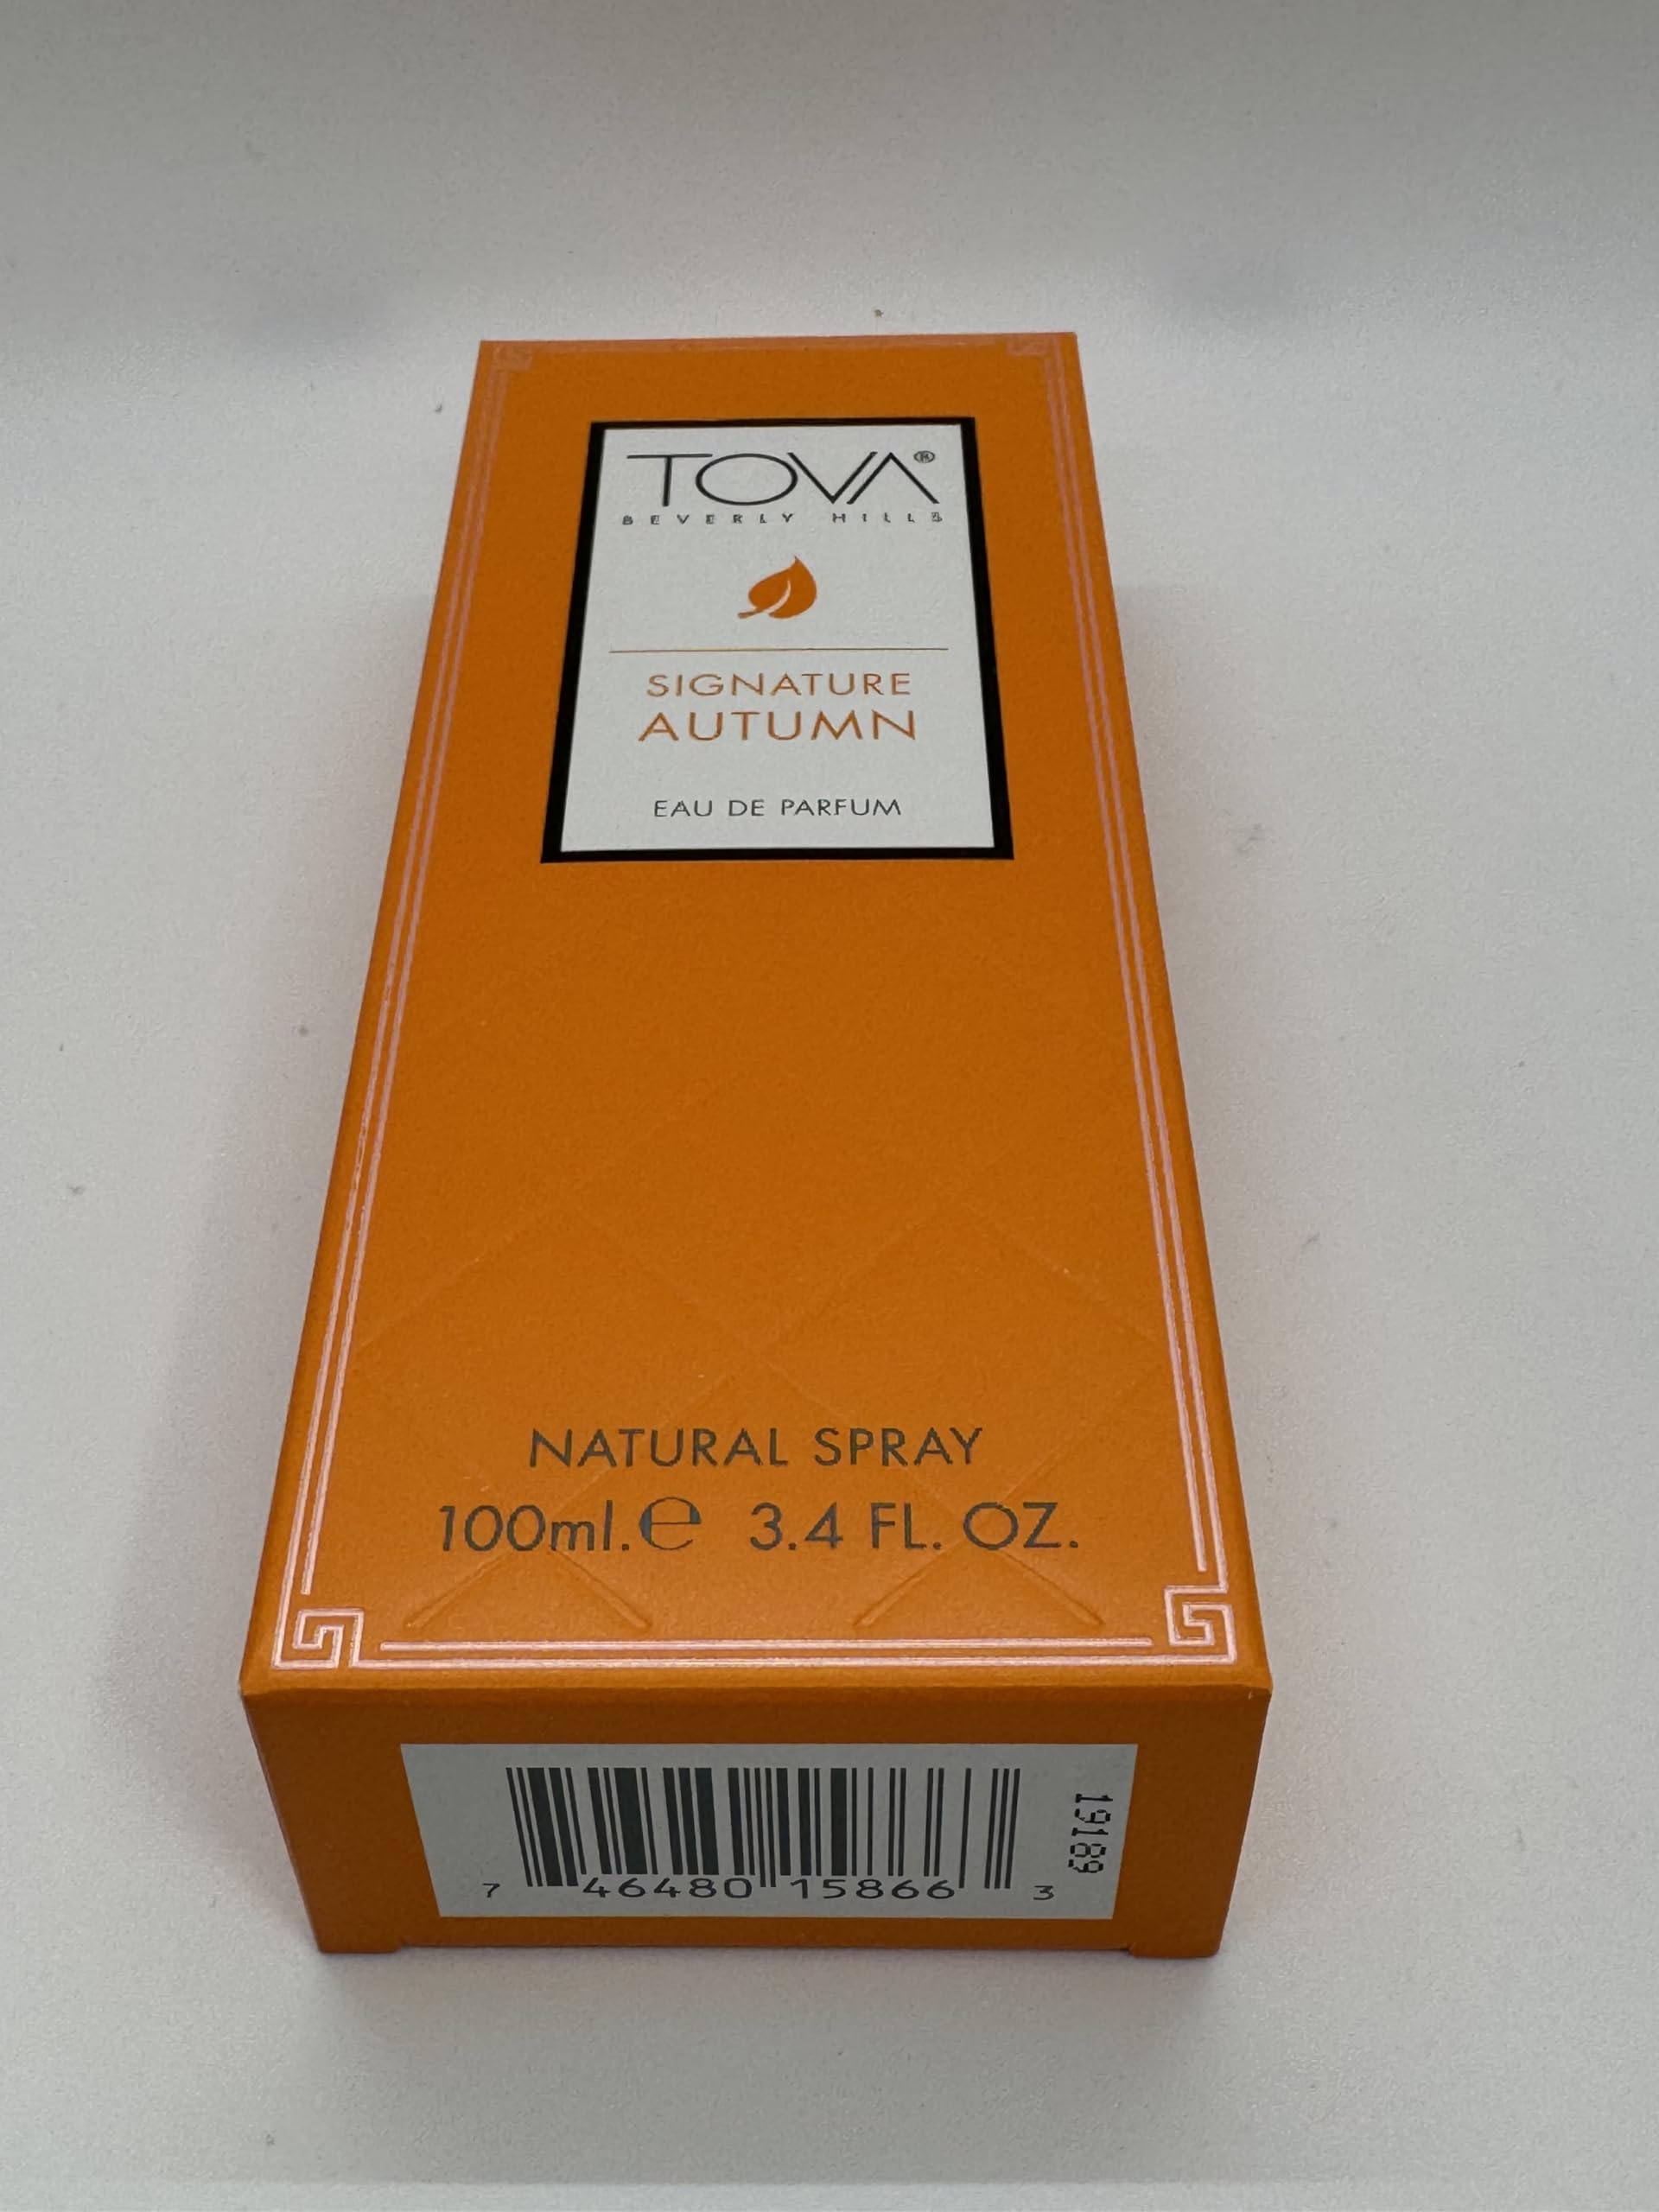 TOVA®
BEVERLY HILLS
SIGNATURE
AUTUMN
EAU DE PARFUM
NATURAL SPRAY
100ml.e 3.4 FL. OZ.
7 46480 15866 3
19189